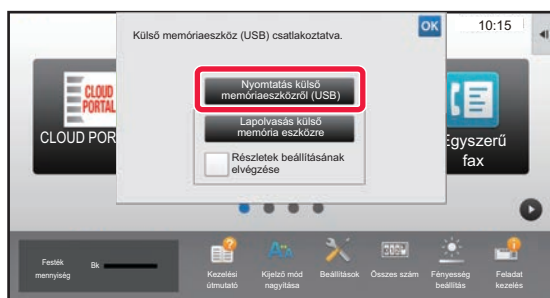 Külső memóriaeszköz (USB) csatlakoztatva.
OK
10:15
Nyomtatás külső
memóriaeszközről (USB)
Lapolvasás külső
memória eszközre
Részletek beállításának
elvégzése
CLOUD
PORTAL
CLOUD POR
Egyszerű
fax
Festék
mennyiség
Bk
Kezelési
útmutató
Kijelző mód
nagyítása
Beállítások
Összes szám
Fényesség
beállítás
Feladat
kezelés